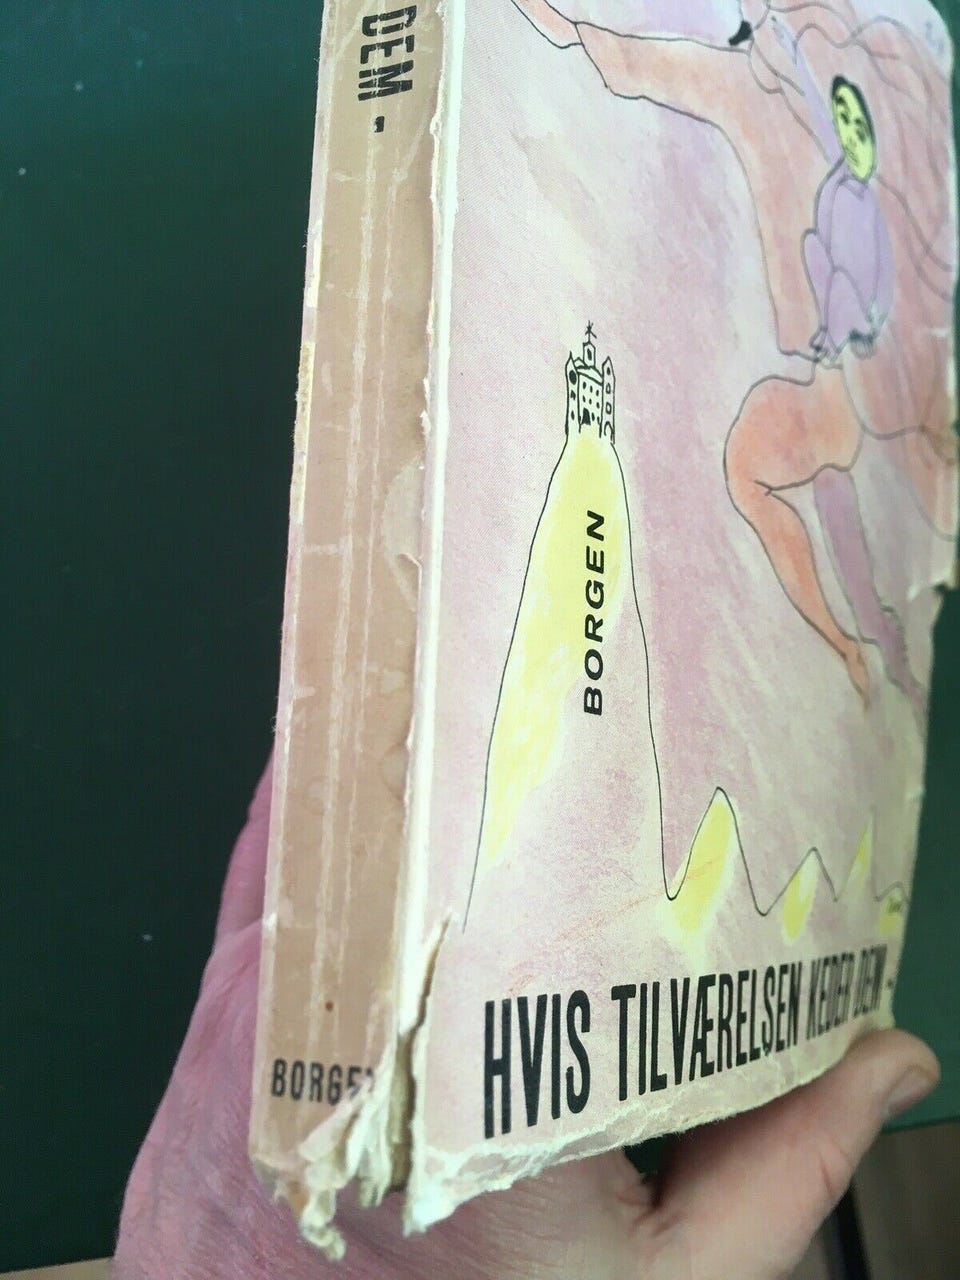 DEM -
BORGEN
BORGEN
HVIS TILVÆRELSEN KEDER DEM -